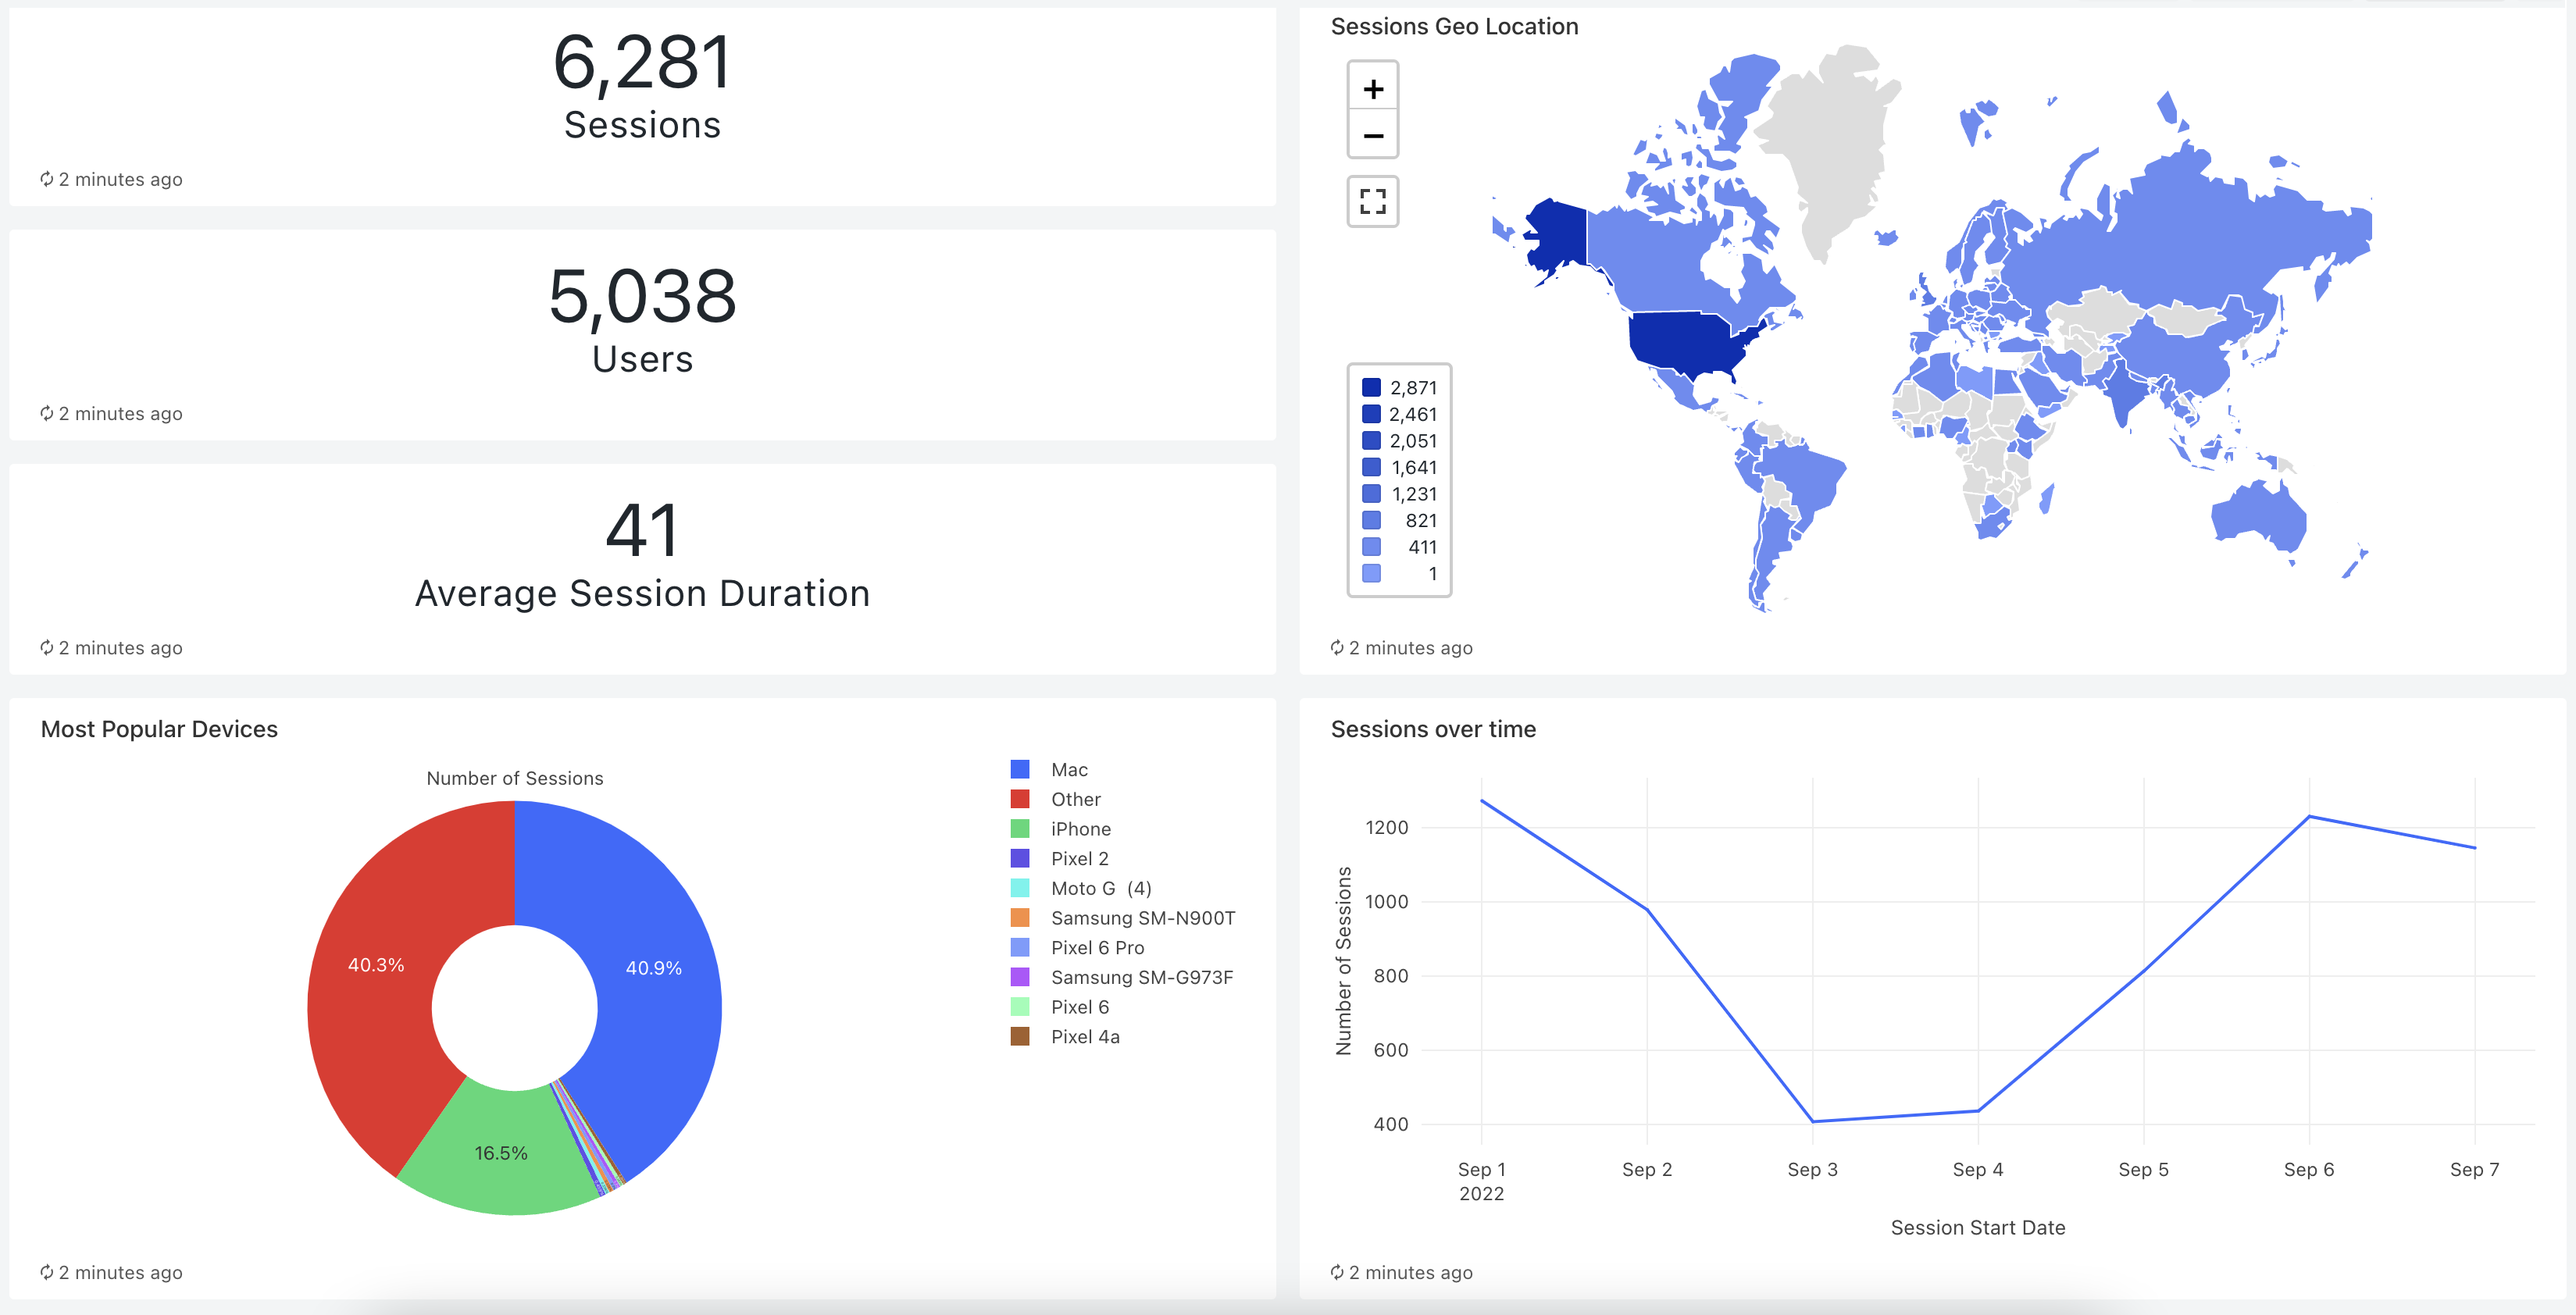 6,281
Sessions
2 minutes ago
5,038
Users
2 minutes ago
41
Average Session Duration
2 minutes ago
Sessions Geo Location
+
−
2,871
2,461
2,051
1,641
1,231
821
411
1
2 minutes ago
Most Popular Devices
Number of Sessions
40.3%
40.9%
16.5%
Mac
Other
iPhone
Pixel 2
Moto G (4)
Samsung SM-N900T
Pixel 6 Pro
Samsung SM-G973F
Pixel 6
Pixel 4a
2 minutes ago
Sessions over time
Number of Sessions
1200
1000
800
600
400
Sep 1 Sep 2 Sep 3 Sep 4 Sep 5 Sep 6 Sep 7
2022
Session Start Date
2 minutes ago